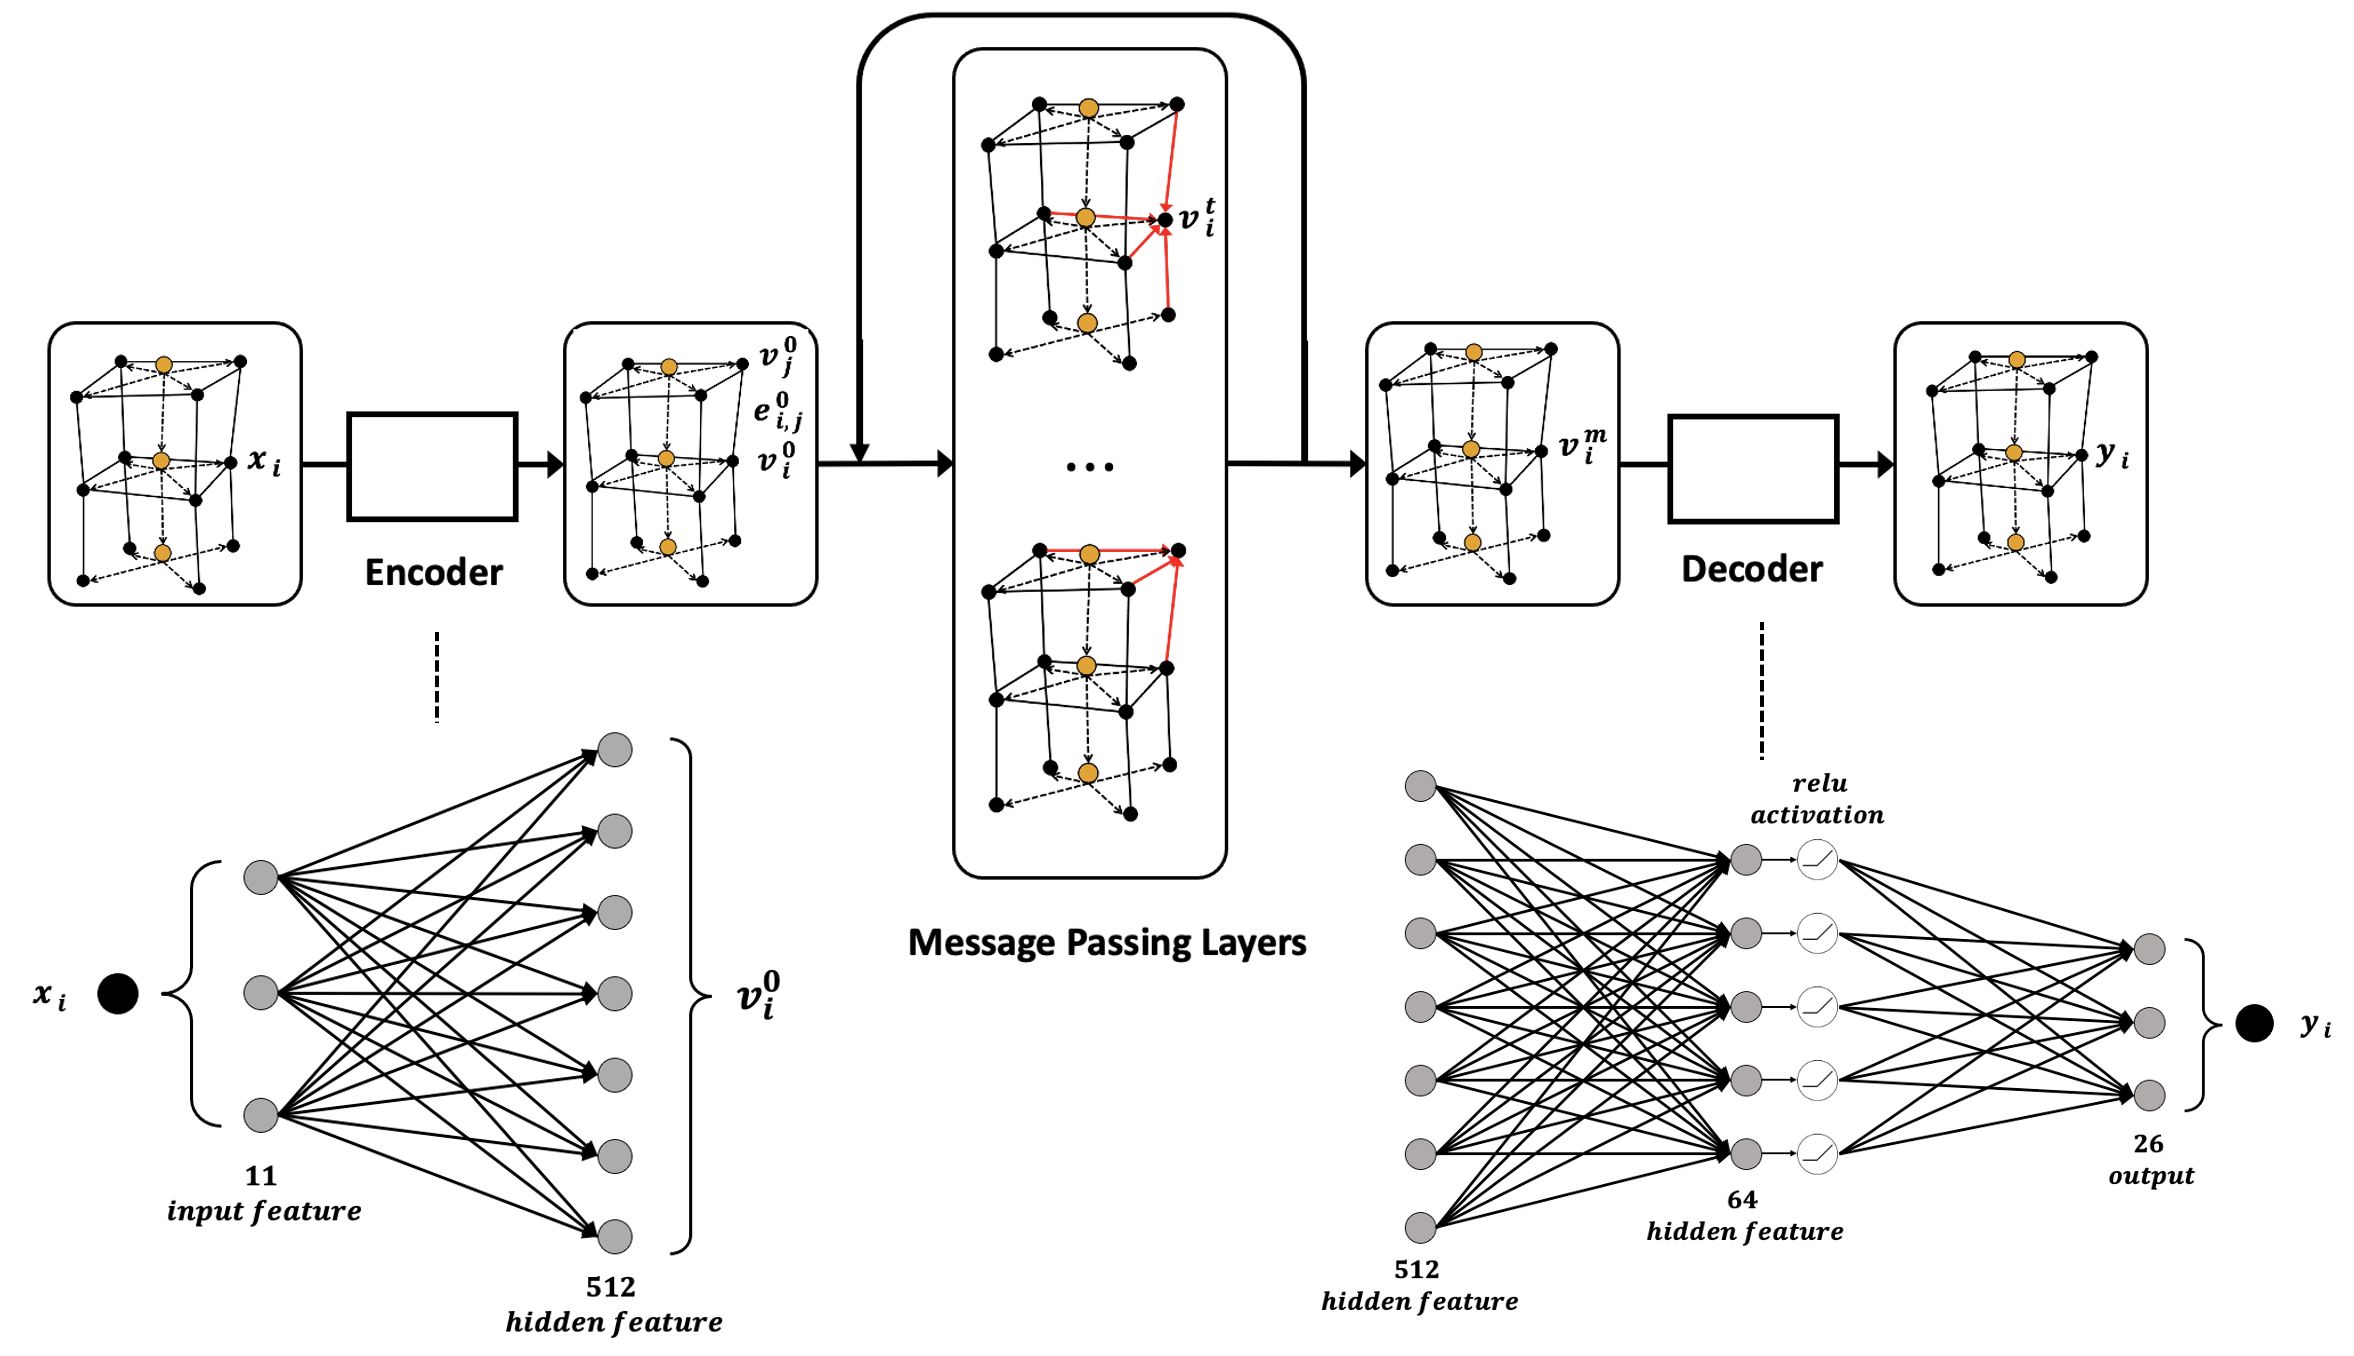 x_i
Encoder
v_j^0
e_{i,j}^0
v_i^0
v_i^t
...
Message Passing Layers
v_i^m
Decoder
y_i
x_i
11
input feature
512
hidden feature
v_i^0
relu
activation
512
hidden feature
64
hidden feature
26
output
y_i